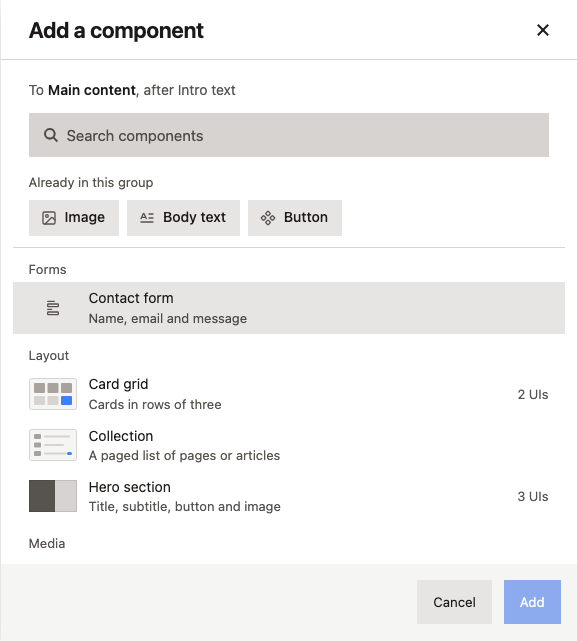 Add a component
To Main content, after Intro text
Search components
Already in this group
Image
Body text
Button
Forms
Contact form
Name, email and message
Layout
Card grid
Cards in rows of three
2 UIs
Collection
A paged list of pages or articles
Hero section
Title, subtitle, button and image
3 UIs
Media
Cancel
Add